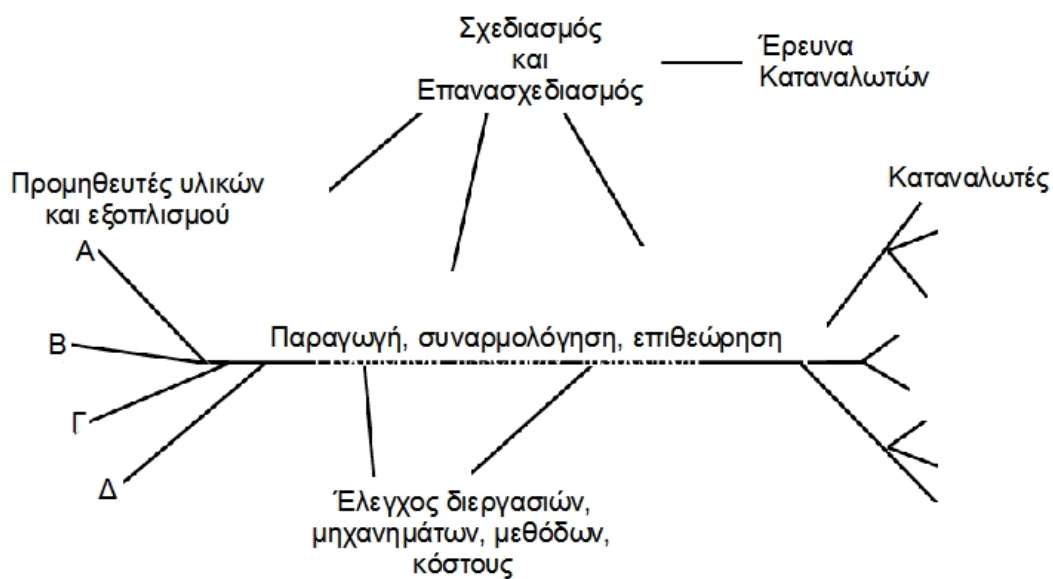 Σχεδιασμός
και
Επανασχεδιασμός
Έρευνα
Καταναλωτών
Προμηθευτές υλικών
και εξοπλισμού
Καταναλωτές
Α
Β
Γ
Δ
Παραγωγή, συναρμολόγηση, επιθεώρηση
Έλεγχος διεργασιών,
μηχανημάτων, μεθόδων,
κόστους